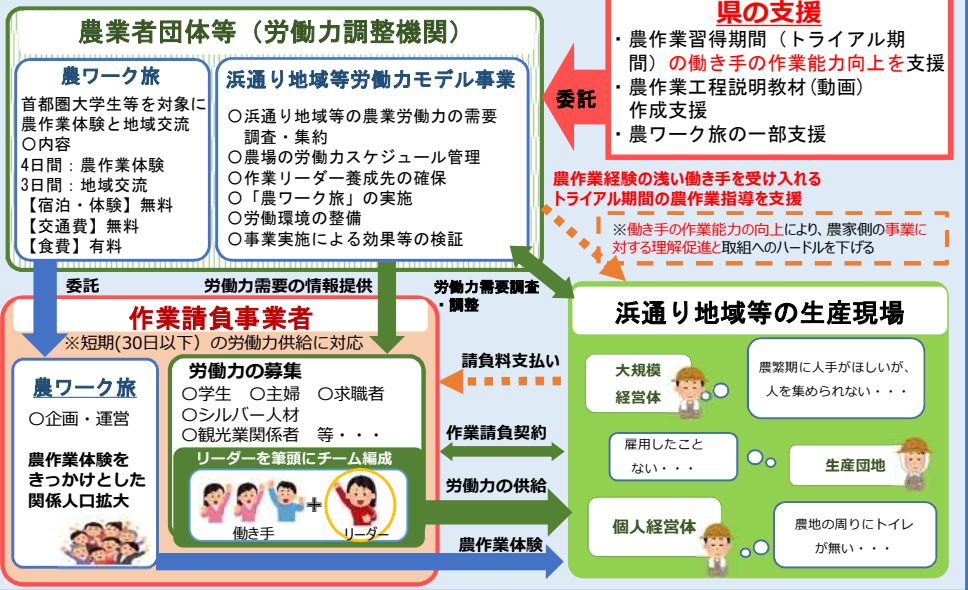 農業者団体等（労働力調整機関）
農ワーク旅
首都圏大学生等を対象に
農作業体験と地域交流
〇内容
4日間：農作業体験
3日間：地域交流
【宿泊・体験】無料
【交通費】無料
【食費】有料
浜通り地域等労働力モデル事業
〇浜通り地域等の農業労働力の需要
調査・集約
〇農場の労働力スケジュール管理
〇作業リーダー養成先の確保
〇「農ワーク旅」の実施
〇労働環境の整備
〇事業実施による効果等の検証
委託
県の支援
・農作業習得期間（トライアル期
間）の働き手の作業能力向上を支援
・農作業工程説明教材(動画)
作成支援
・農ワーク旅の一部支援
農作業経験の浅い働き手を受け入れる
トライアル期間の農作業指導を支援
※働き手の作業能力の向上により、農家側の事業に
対する理解促進と取組へのハードルを下げる
委託
労働力需要の情報提供
労働力需要調査
・調整
作業請負事業者
※短期(30日以下）の労働力供給に対応
農ワーク旅
〇企画・運営
農作業体験を
きっかけとした
関係人口拡大
労働力の募集
〇学生　〇主婦　〇求職者
〇シルバー人材
〇観光業関係者　等・・・
リーダーを筆頭にチーム編成
＋
働き手
リーダー
請負料支払い
作業請負契約
労働力の供給
農作業体験
浜通り地域等の生産現場
大規模
経営体
農繁期に人手がほしいが、
人を集められない・・・
雇用したこと
ない・・・
生産団地
個人経営体
農地の周りにトイレ
が無い・・・